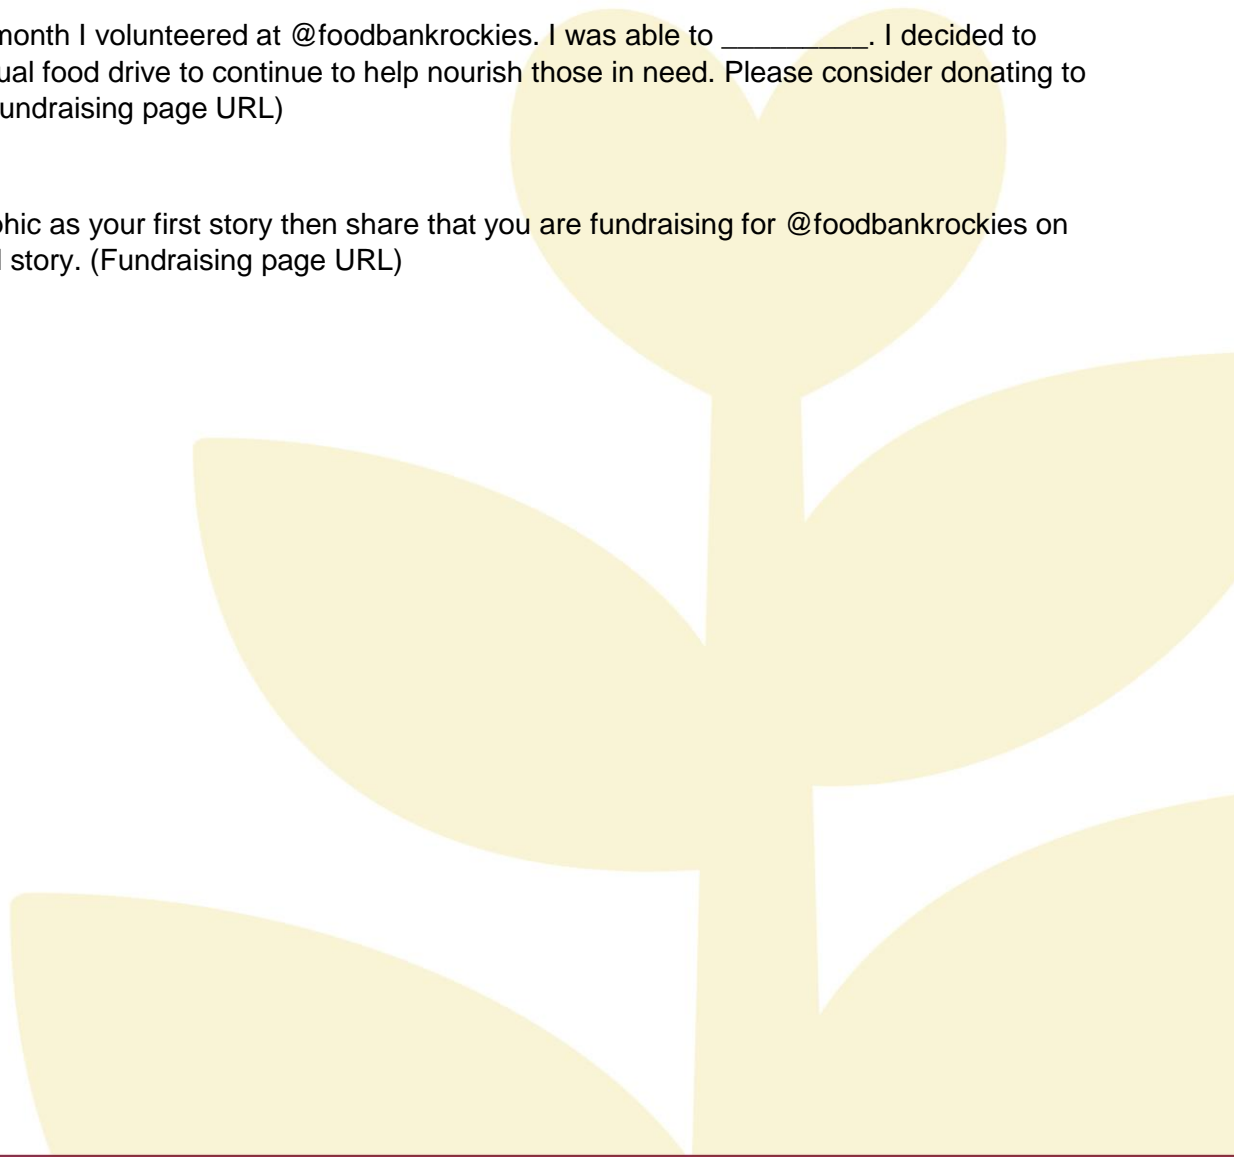 month I volunteered at @foodbankrockies. I was able to _________. I decided to
ual food drive to continue to help nourish those in need. Please consider donating to
undraising page URL)
phic as your first story then share that you are fundraising for @foodbankrockies on
story. (Fundraising page URL)